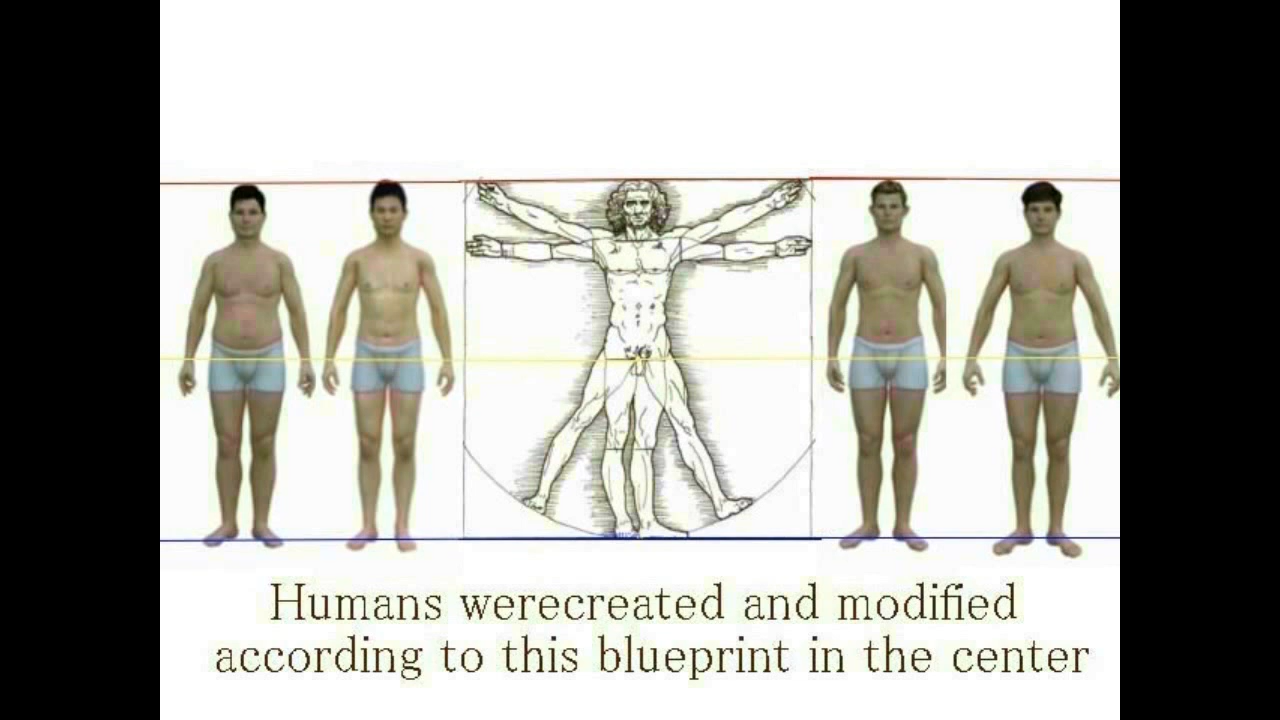 Humans werecreated and modified
according to this blueprint in the center